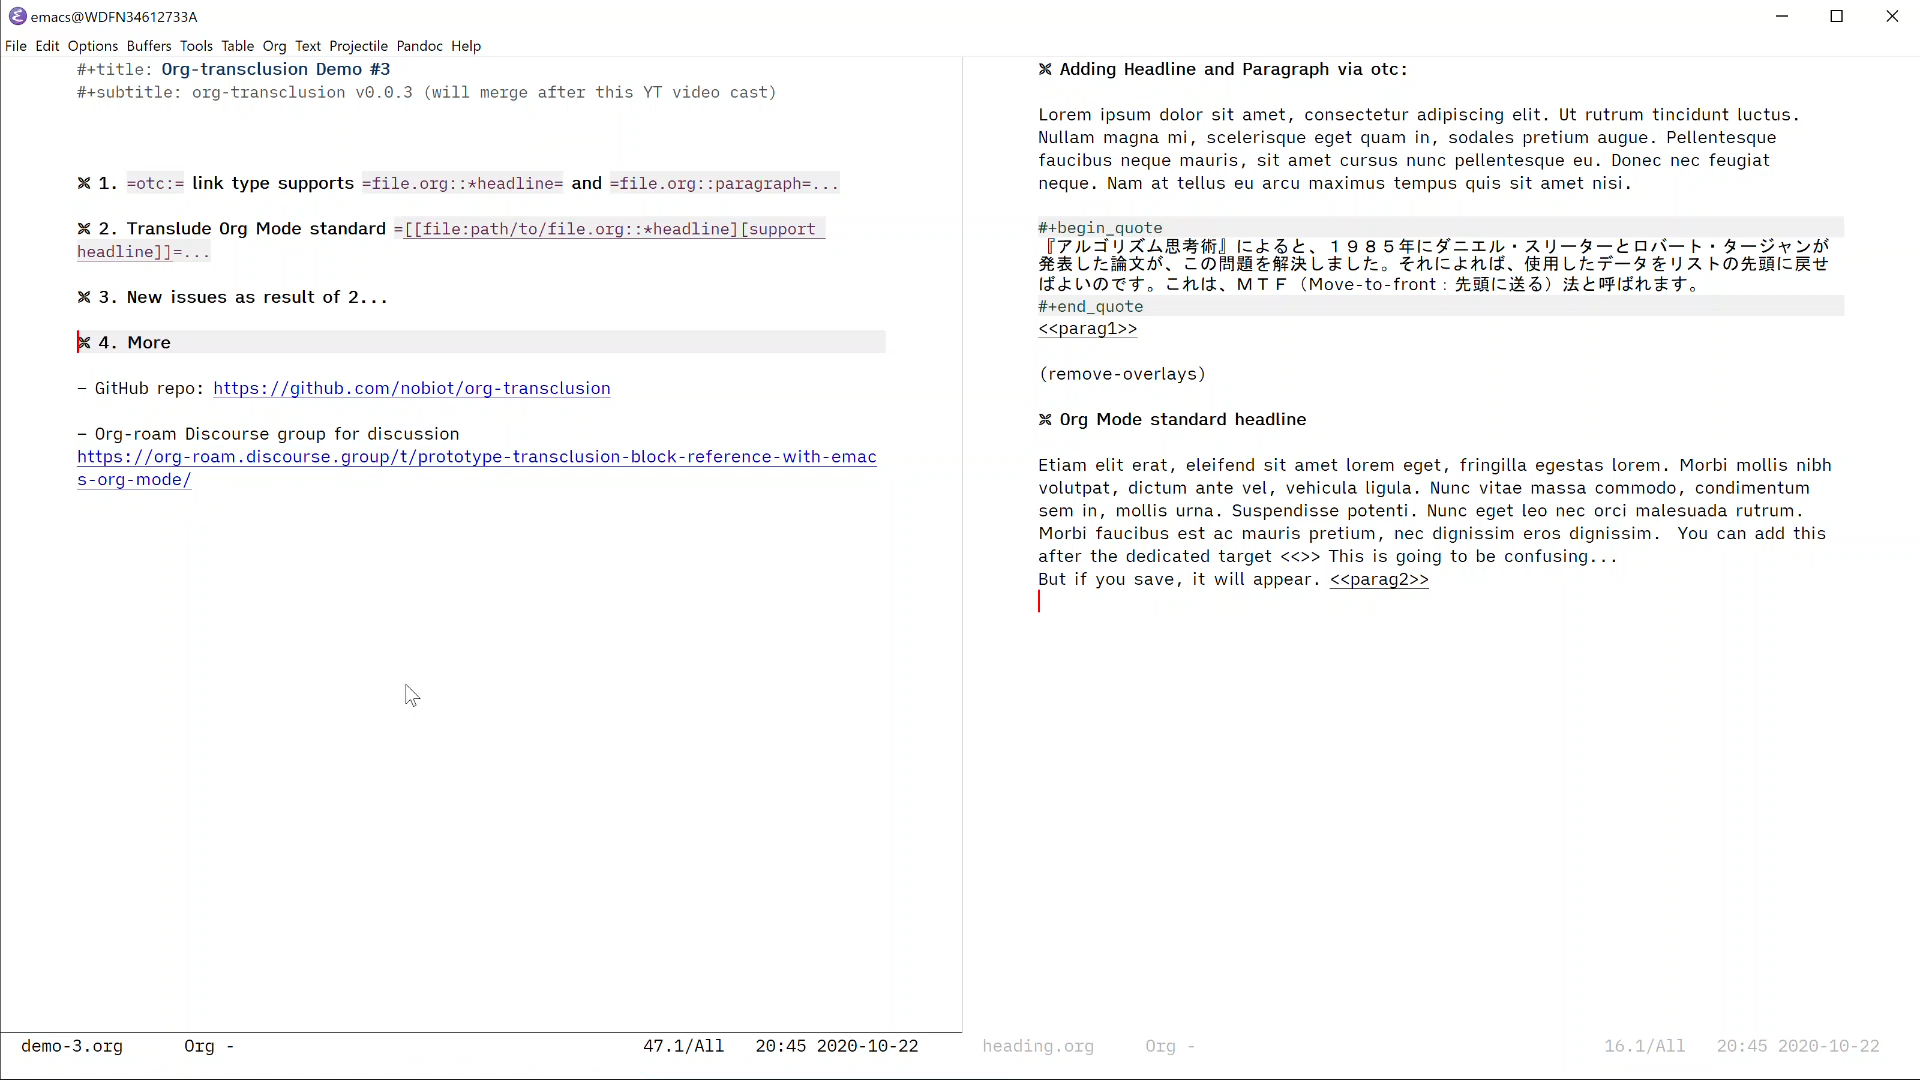 emacs@WDFN34612733A
File Edit Options Buffers Tools Table Org Text Projectile Pandoc Help
#+title: Org-transclusion Demo #3
#+subtitle: org-transclusion v0.0.3 (will merge after this YT video cast)
⌘ 1. =otc:= link type supports =file.org::*headline= and =file.org::paragraph=...
⌘ 2. Translude Org Mode standard =[[file:path/to/file.org::*headline][support
headline]]=...
⌘ 3. New issues as result of 2...
⌘ 4. More
– GitHub repo: https://github.com/nobiot/org-transclusion
– Org-roam Discourse group for discussion
https://org-roam.discourse.group/t/prototype-transclusion-block-reference-with-emac
s-org-mode/
demo-3.org Org - 47.1/All 20:45 2020-10-22
⌘ Adding Headline and Paragraph via otc:
Lorem ipsum dolor sit amet, consectetur adipiscing elit. Ut rutrum tincidunt luctus.
Nullam magna mi, scelerisque eget quam in, sodales pretium augue. Pellentesque
faucibus neque mauris, sit amet cursus nunc pellentesque eu. Donec nec feugiat
neque. Nam at tellus eu arcu maximus tempus quis sit amet nisi.
#+begin_quote
『アルゴリズム思考術』によると、１９８５年にダニエル・スリーターとロバート・タージャンが
発表した論文が、この問題を解決しました。それによれば、使用したデータをリストの先頭に戻せ
ばよいのです。これは、ＭＴＦ（Move-to-front：先頭に送る）法と呼ばれます。
#+end_quote
<<parag1>>
(remove-overlays)
⌘ Org Mode standard headline
Etiam elit erat, eleifend sit amet lorem eget, fringilla egestas lorem. Morbi mollis nibh
volutpat, dictum ante vel, vehicula ligula. Nunc vitae massa commodo, condimentum
sem in, mollis urna. Suspendisse potenti. Nunc eget leo nec orci malesuada rutrum.
Morbi faucibus est ac mauris pretium, nec dignissim eros dignissim.  You can add this
after the dedicated target <<>> This is going to be confusing...
But if you save, it will appear. <<parag2>>
heading.org Org - 16.1/All 20:45 2020-10-22